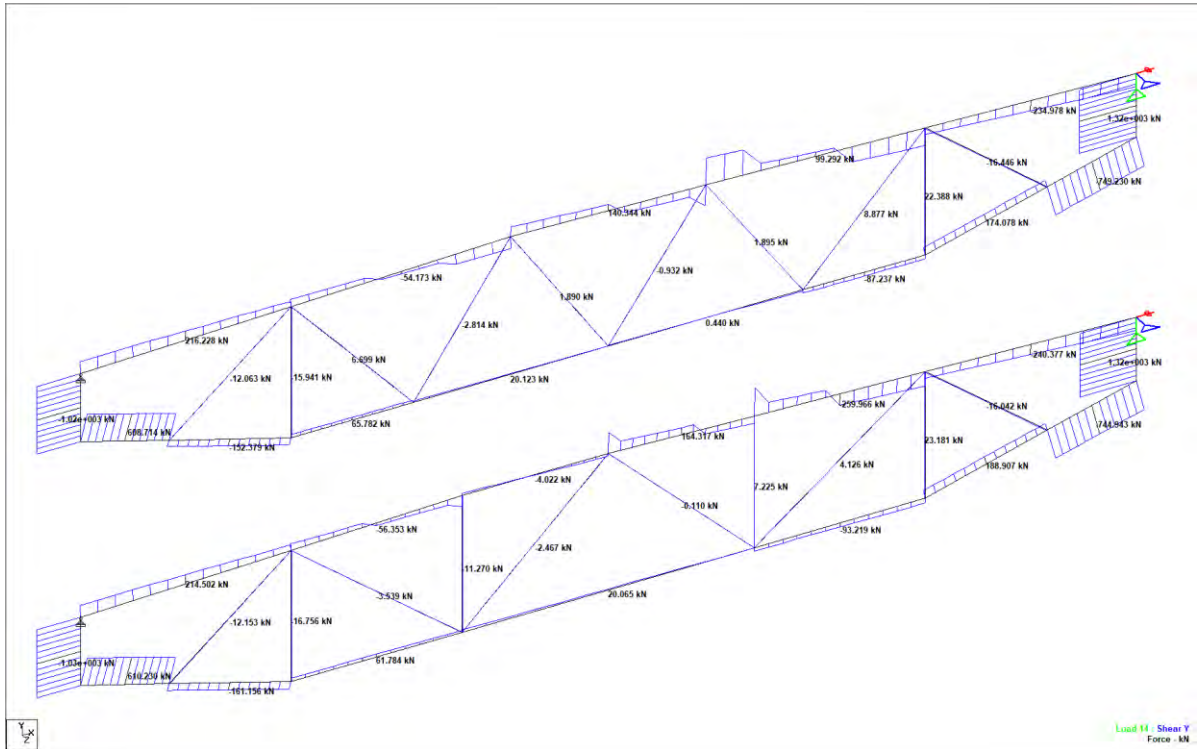 234.978 kN
1.32e+003 kN
99.292 kN
-16.446 kN
749.230 kN
140.344 kN
22.388 kN
174.078 kN
8.877 kN
1.895 kN
-54.173 kN
-0.932 kN
-87.237 kN
1.890 kN
-2.814 kN
0.440 kN
216.228 kN
6.699 kN
-12.063 kN
-15.941 kN
20.123 kN
-1.02e+003 kN
65.782 kN
608.714 kN
-152.379 kN
240.377 kN
1.32e+003 kN
-259.966 kN
-16.042 kN
744.943 kN
164.317 kN
23.181 kN
188.907 kN
-4.022 kN
4.126 kN
7.225 kN
-0.110 kN
-56.353 kN
-93.219 kN
-2.467 kN
-11.270 kN
214.502 kN
-3.539 kN
20.065 kN
-12.153 kN
-16.756 kN
-1.03e+003 kN
61.784 kN
610.230 kN
-161.156 kN
Y
X
Z
Load 14 : Shear Y
Force - kN